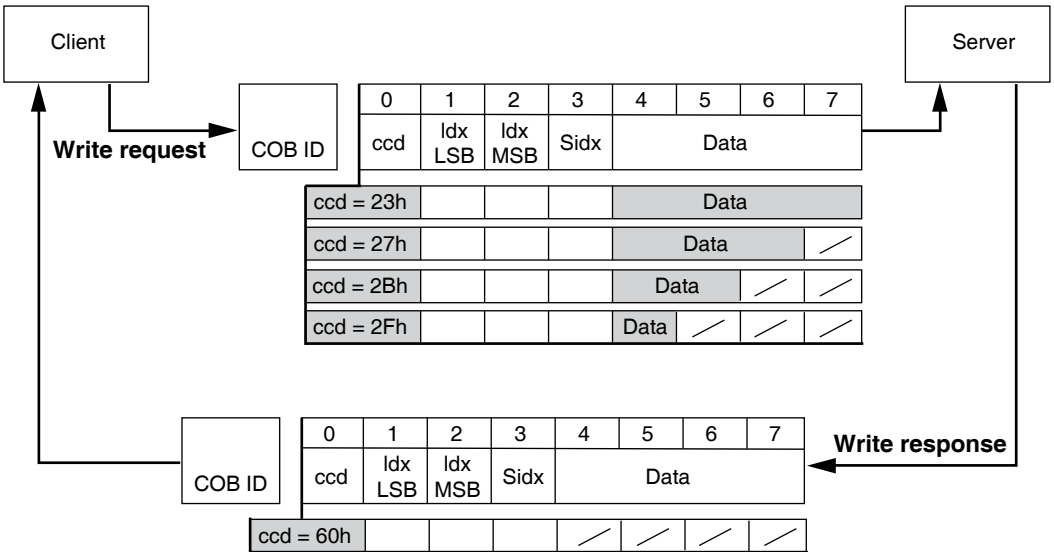 Client
Server
0 1 2 3 4 5 6 7
COB ID
ccd
Idx LSB
Idx MSB
Sidx
Data
Write request
ccd = 23h Data
ccd = 27h Data
ccd = 2Bh Data
ccd = 2Fh Data
0 1 2 3 4 5 6 7
COB ID
ccd
Idx LSB
Idx MSB
Sidx
Data
Write response
ccd = 60h